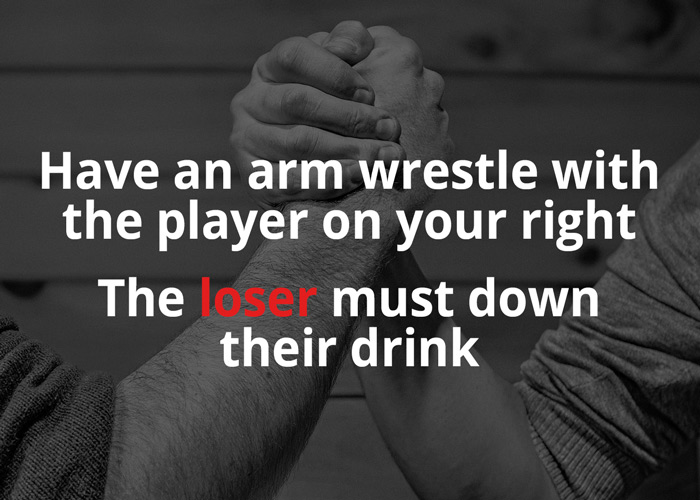 Have an arm wrestle with
the player on your right
The loser must down
their drink